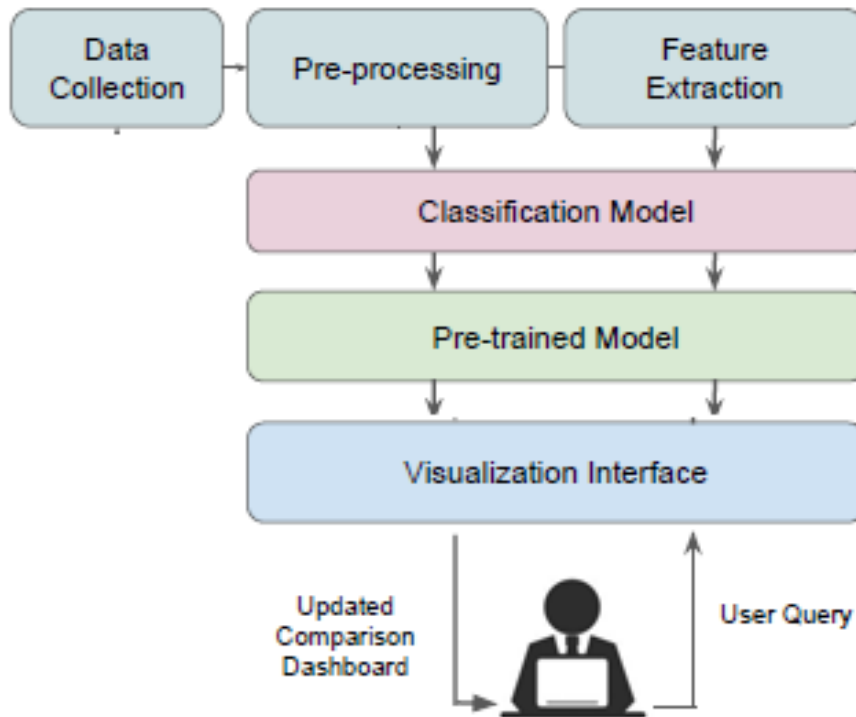 Data
Collection
Pre-processing
Feature
Extraction
Classification Model
Pre-trained Model
Visualization Interface
Updated
Comparison
Dashboard
User Query